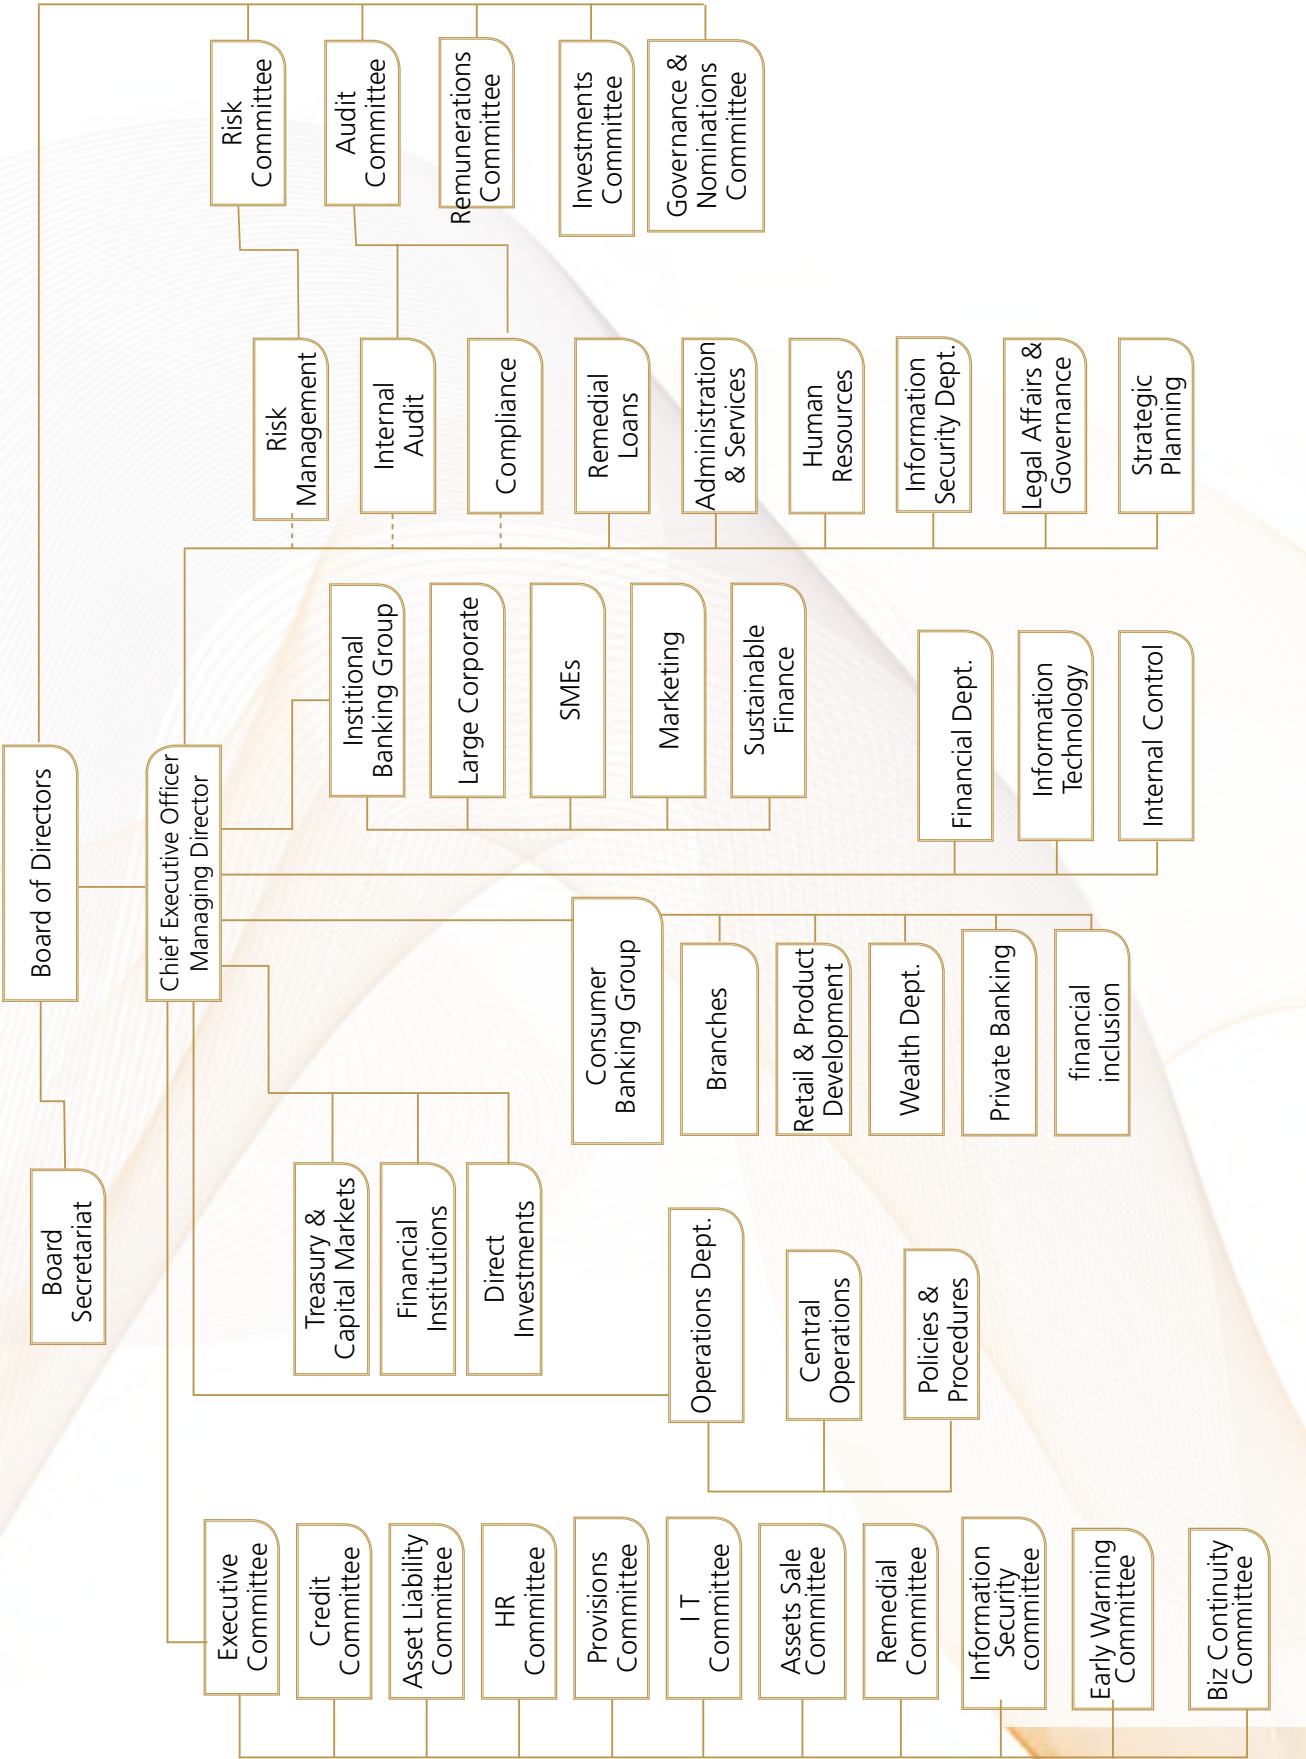 Board of Directors
Board
Secretariat
Chief Executive Officer
Managing Director
Risk
Committee
Audit
Committee
Remunerations
Committee
Investments
Committee
Governance &
Nominations
Committee
Risk
Management
Internal
Audit
Compliance
Remedial
Loans
Administration
& Services
Human
Resources
Information
Security Dept.
Legal Affairs &
Governance
Strategic
Planning
Institional
Banking Group
Large Corporate
SMEs
Marketing
Sustainable
Finance
Financial Dept.
Information
Technology
Internal Control
Consumer
Banking Group
Branches
Retail & Product
Development
Wealth Dept.
Private Banking
financial
inclusion
Treasury &
Capital Markets
Financial
Institutions
Direct
Investments
Operations Dept.
Central
Operations
Policies &
Procedures
Executive
Committee
Credit
Committee
Asset Liability
Committee
HR
Committee
Provisions
Committee
I T
Committee
Assets Sale
Committee
Remedial
Committee
Information
Security
committee
Early Warning
Committee
Biz Continuity
Committee